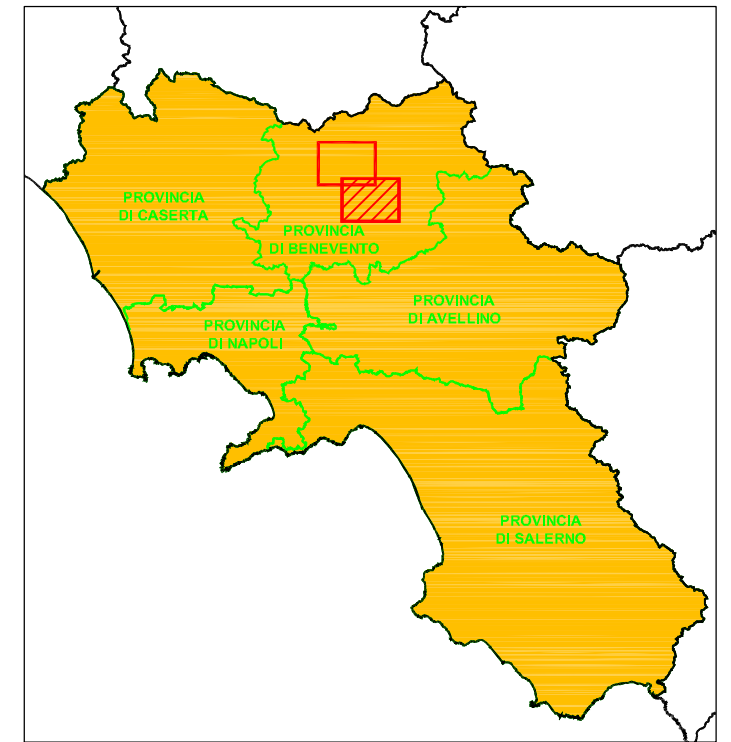 PROVINCIA
DI CASERTA
PROVINCIA
DI BENEVENTO
PROVINCIA
DI AVELLINO
PROVINCIA
DI NAPOLI
PROVINCIA
DI SALERNO